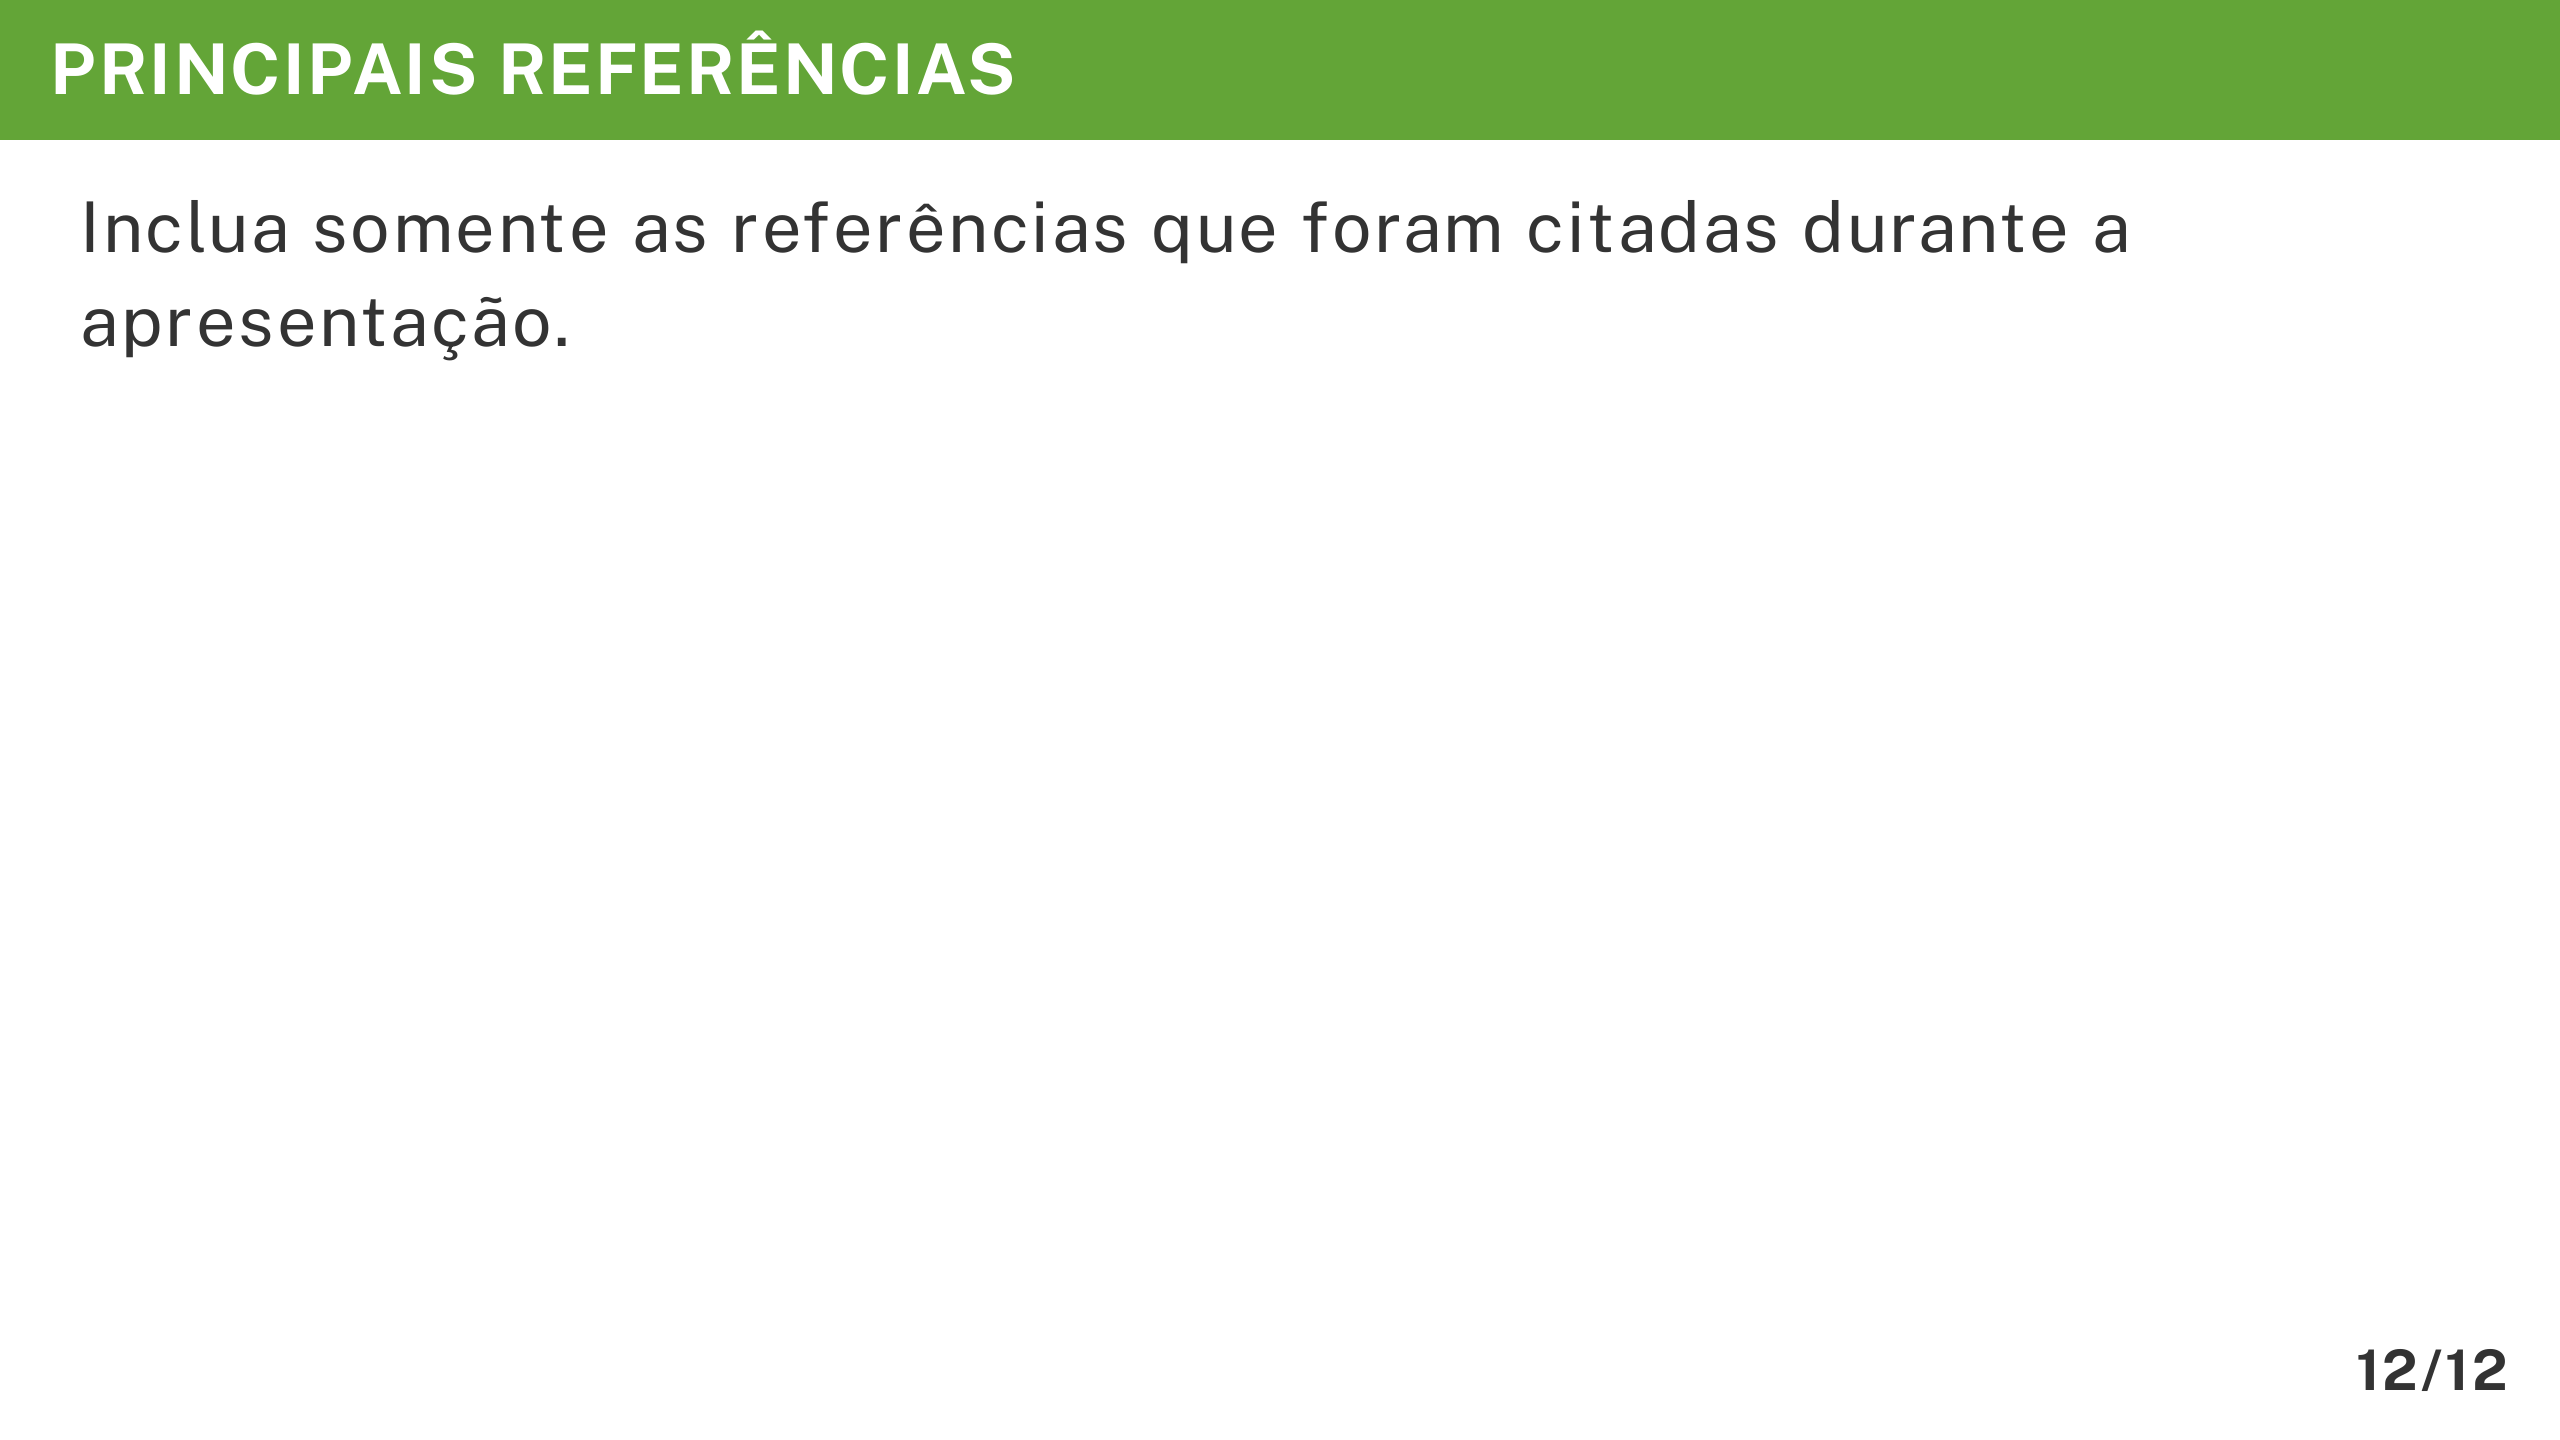 PRINCIPAIS REFERÊNCIAS
Inclua somente as referências que foram citadas durante a
apresentação.
12/12